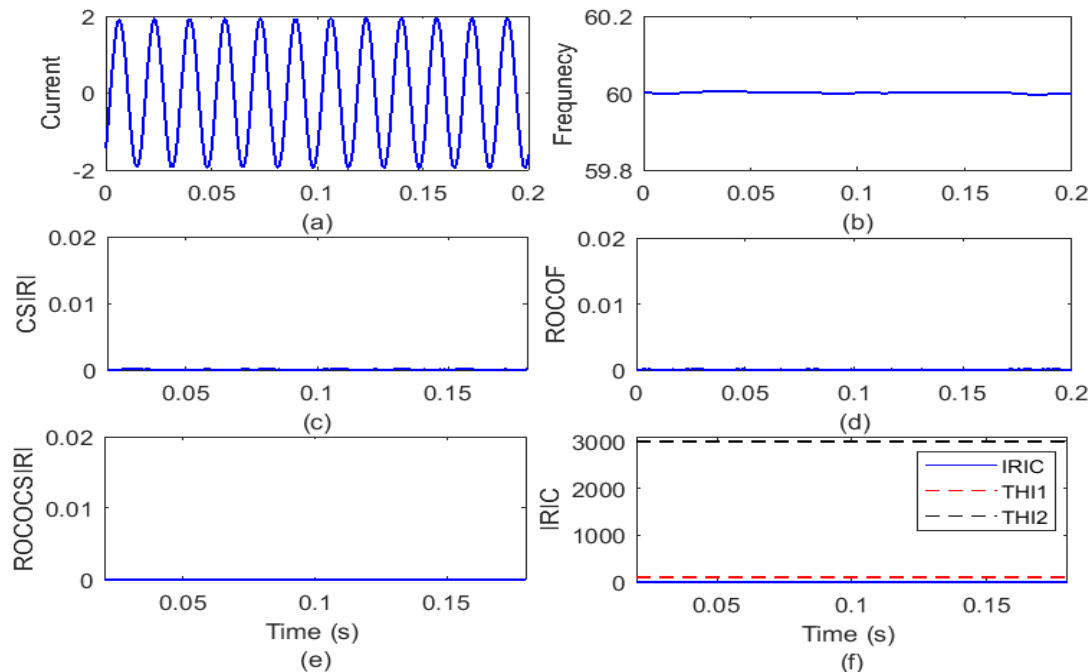 2
0
-2
Current
0
0.05
0.1
0.15
0.2
(a)
60.2
60
59.8
Frequnecy
0
0.05
0.1
0.15
0.2
(b)
0.02
0.01
0
CSIRI
0.05
0.1
0.15
(c)
0.02
0.01
0
ROCOF
0
0.05
0.1
0.15
0.2
(d)
0.02
0.01
0
ROCOCSIRI
0.05
0.1
0.15
Time (s)
(e)
3000
2000
1000
0
IRIC
IRIC
THI1
THI2
0.05
0.1
0.15
Time (s)
(f)